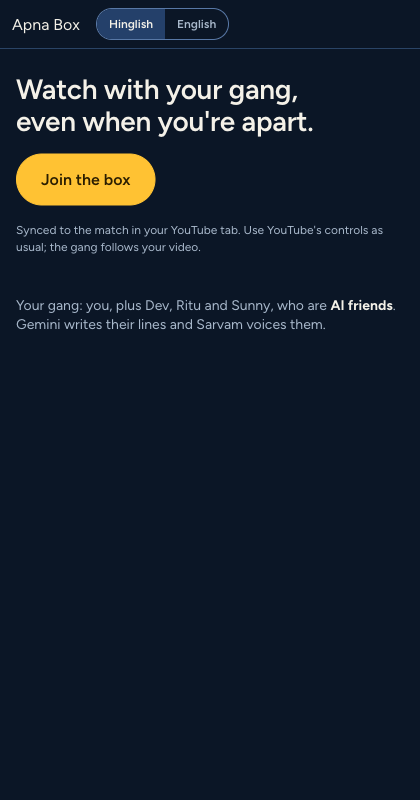 Apna Box
Hinglish
English
Watch with your gang,
even when you're apart.
Join the box
Synced to the match in your YouTube tab. Use YouTube's controls as
usual; the gang follows your video.
Your gang: you, plus Dev, Ritu and Sunny, who are AI friends.
Gemini writes their lines and Sarvam voices them.